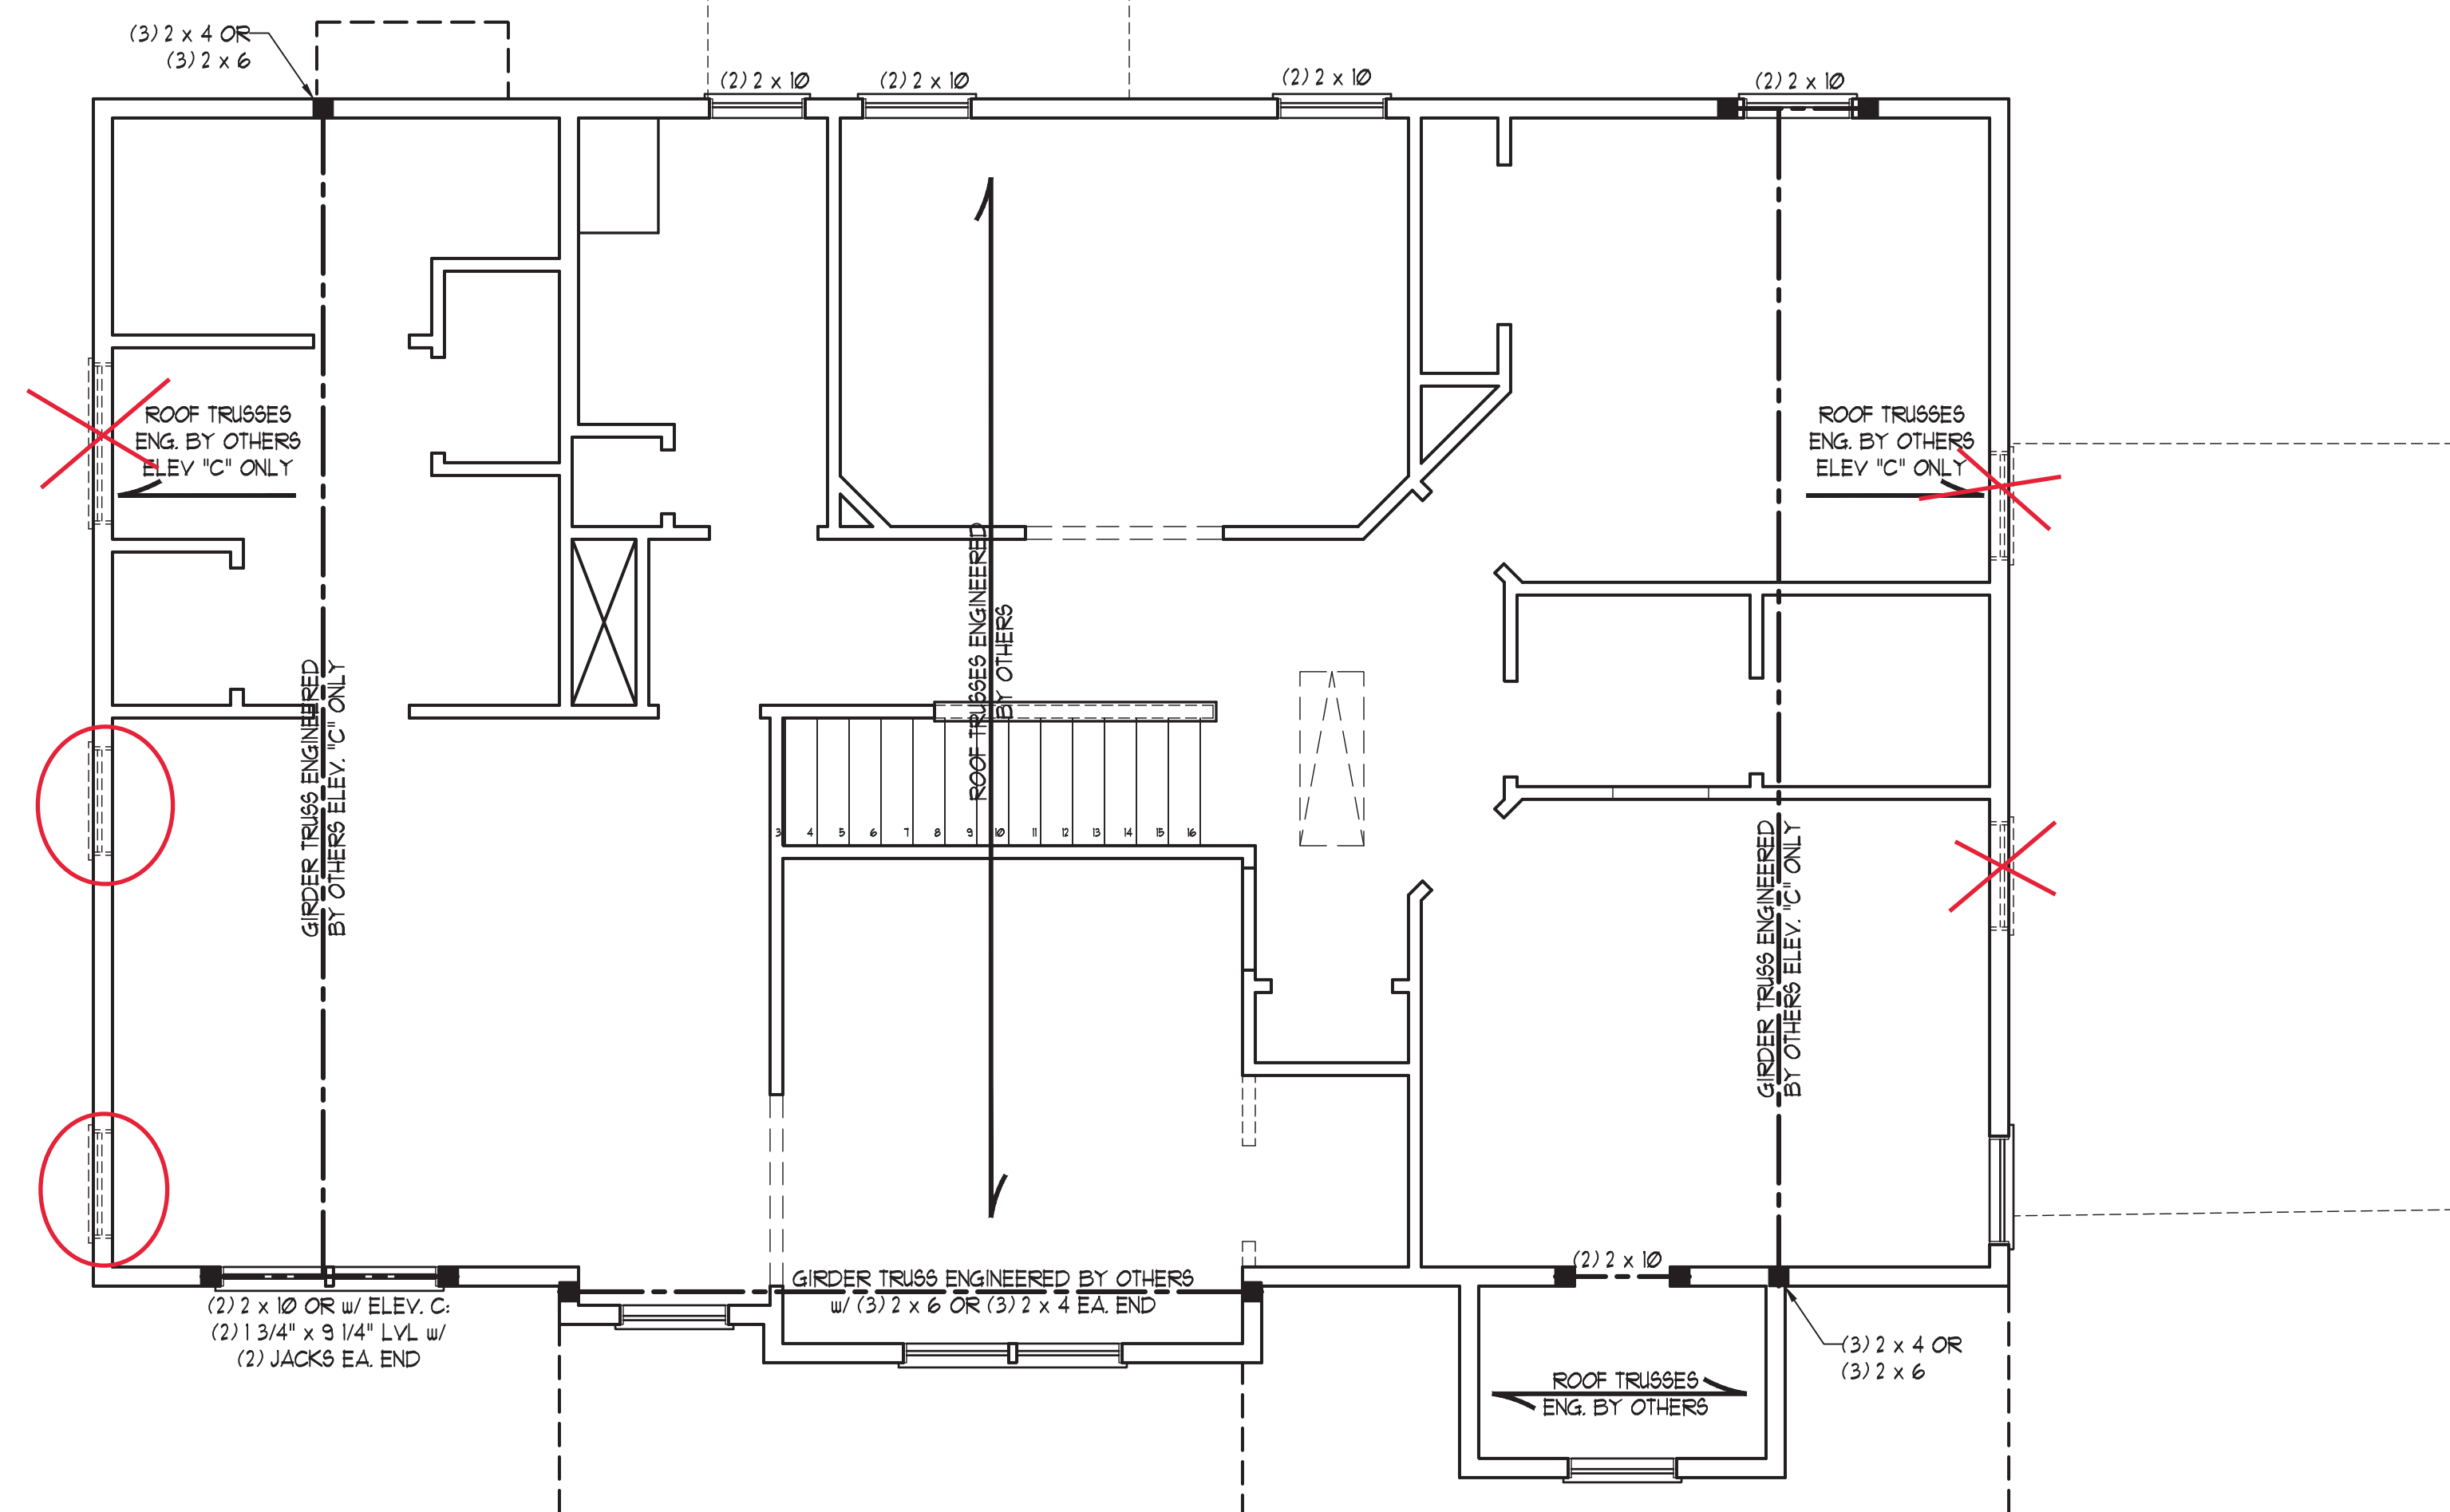 (3) 2 x 4 OR
(3) 2 x 6
(2) 2 x 10
(2) 2 x 10
(2) 2 x 10
(2) 2 x 10
ROOF TRUSSES
ENG. BY OTHERS
ELEV "C" ONLY
ROOF TRUSSES
ENG. BY OTHERS
ELEV "C" ONLY
ROOF TRUSSES ENGINEERED
BY OTHERS
GIRDER TRUSS ENGINEERED
BY OTHERS ELEV. "C" ONLY
3 4 5 6 7 8 9 10 11 12 13 14 15 16
GIRDER TRUSS ENGINEERED
BY OTHERS ELEV. "C" ONLY
(2) 2 x 10
GIRDER TRUSS ENGINEERED BY OTHERS
w/ (3) 2 x 6 OR (3) 2 x 4 EA. END
(2) 2 x 10 OR w/ ELEV. C:
(2) 1 3/4" x 9 1/4" LVL w/
(2) JACKS EA. END
(3) 2 x 4 OR
(3) 2 x 6
ROOF TRUSSES
ENG. BY OTHERS